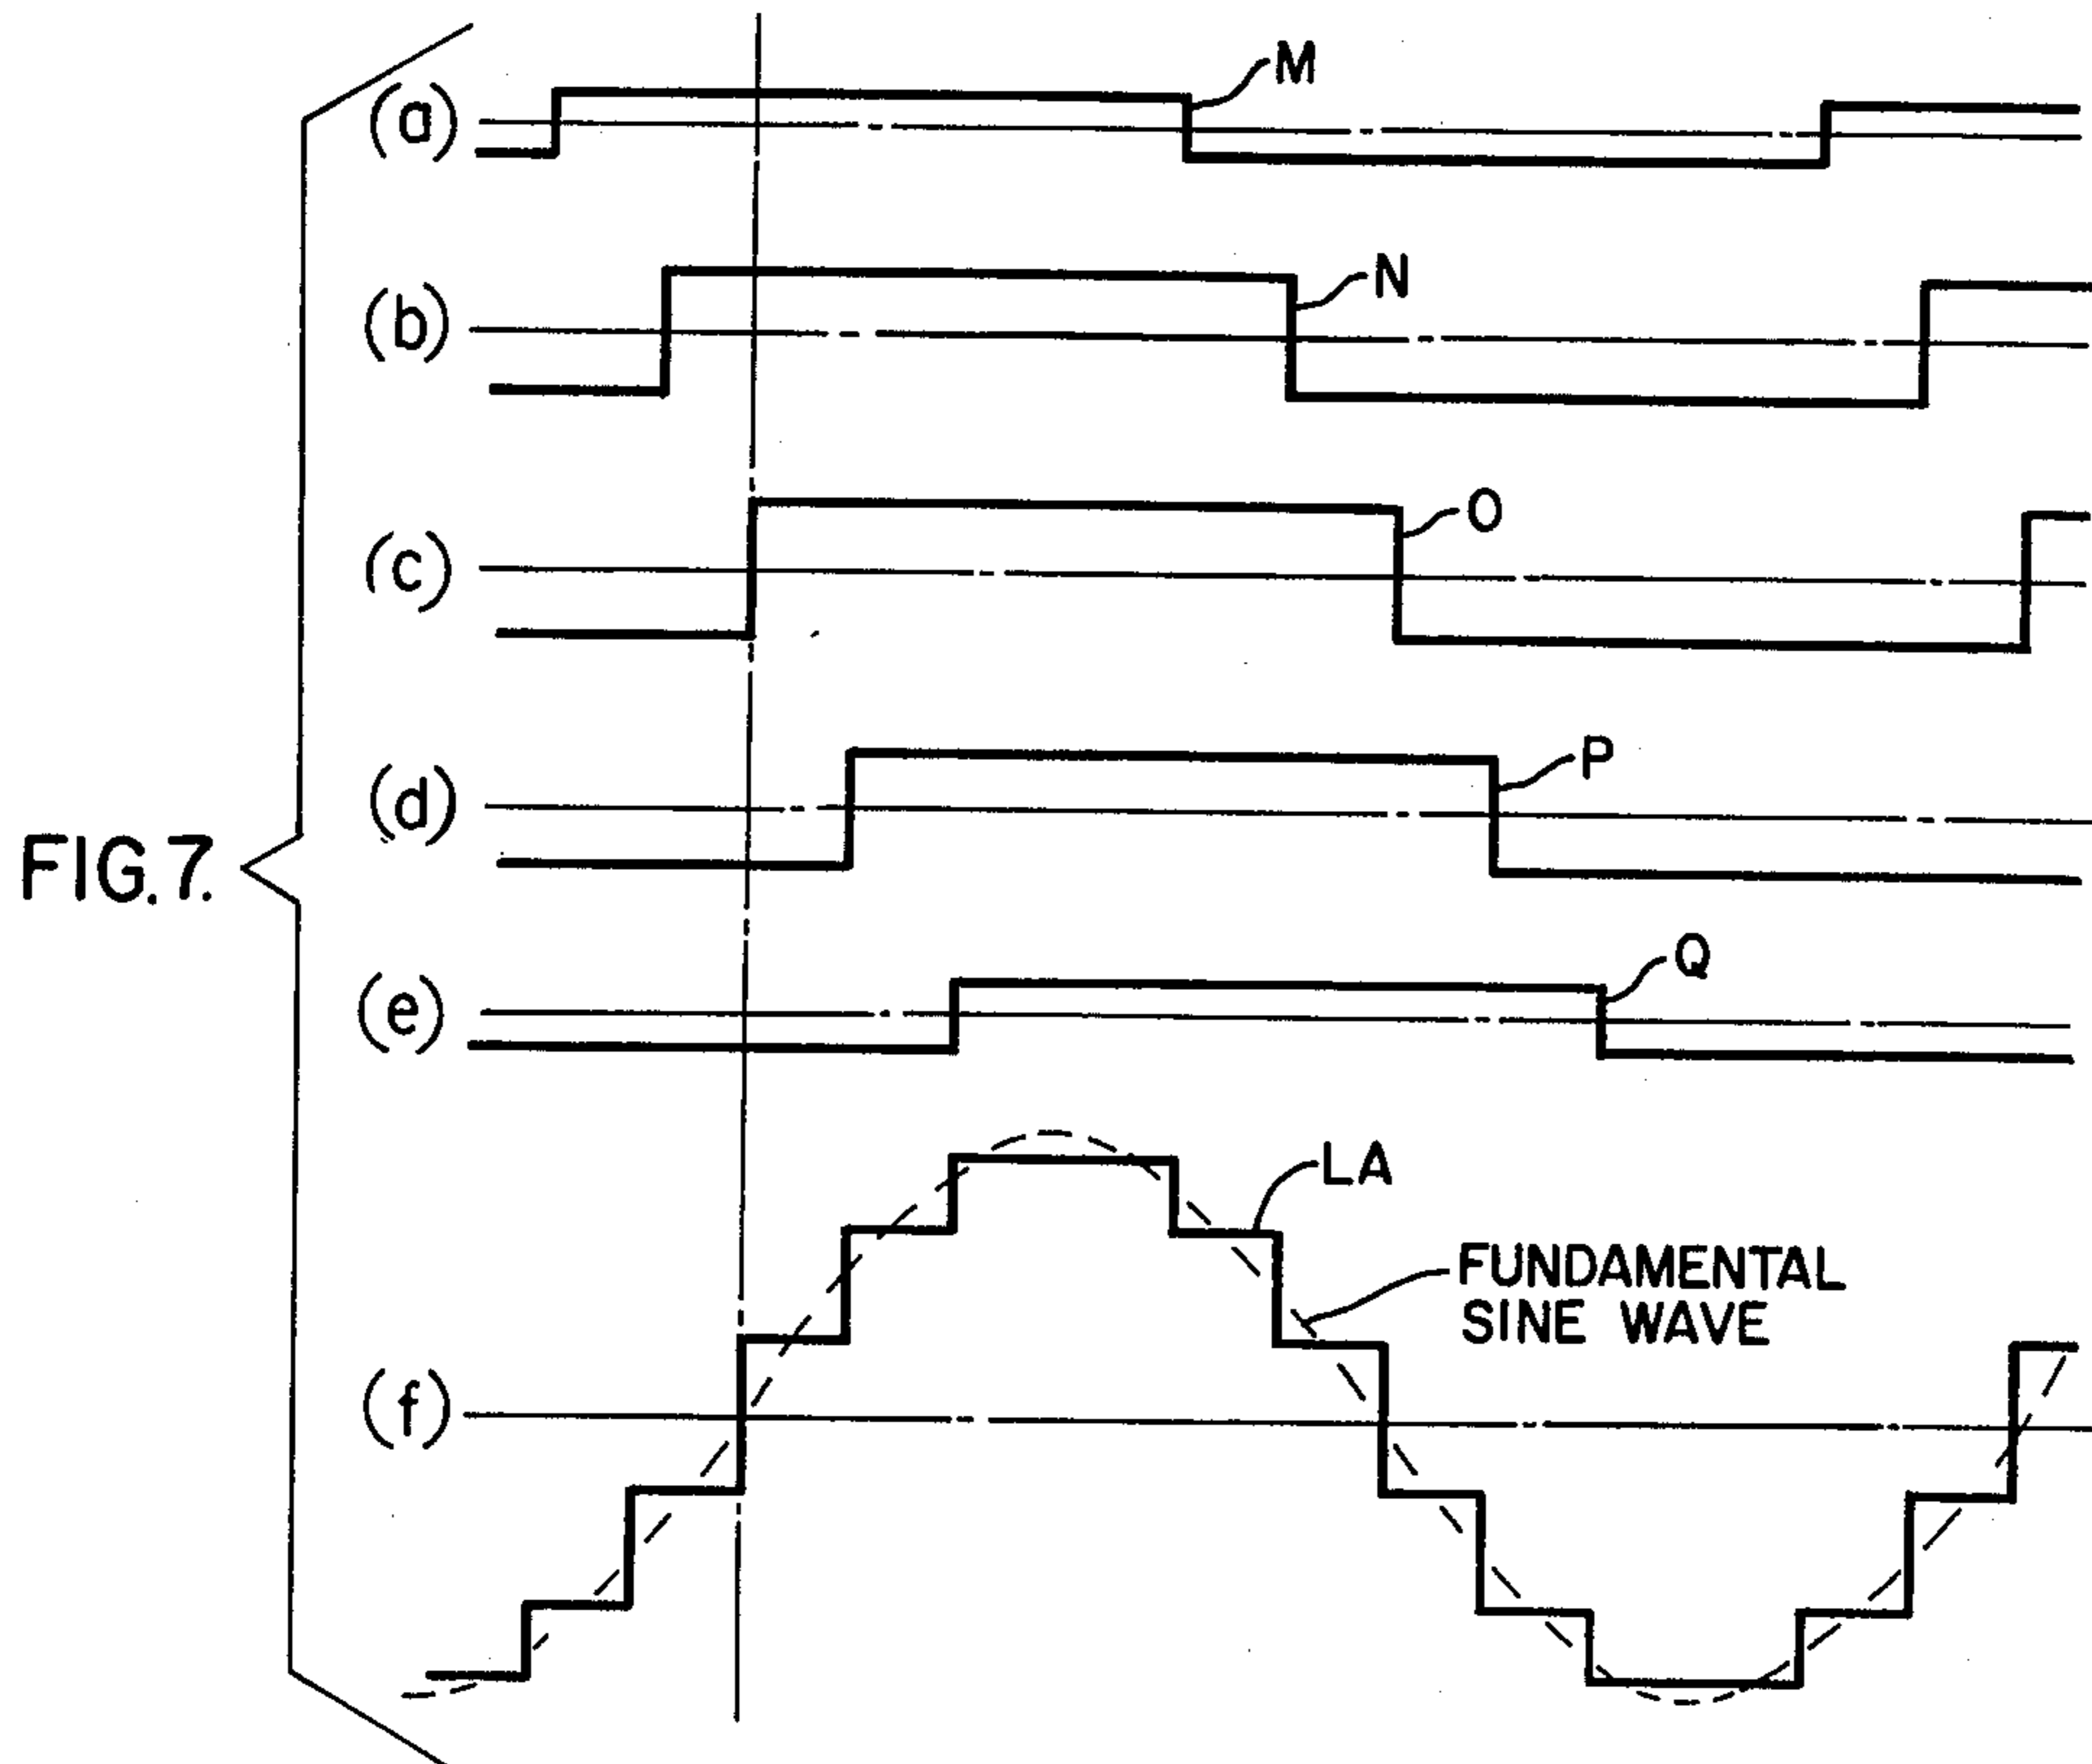 (a)
M
(b)
N
(c)
O
(d)
P
FIG.7.
(e)
Q
LA
FUNDAMENTAL
SINE WAVE
(f)